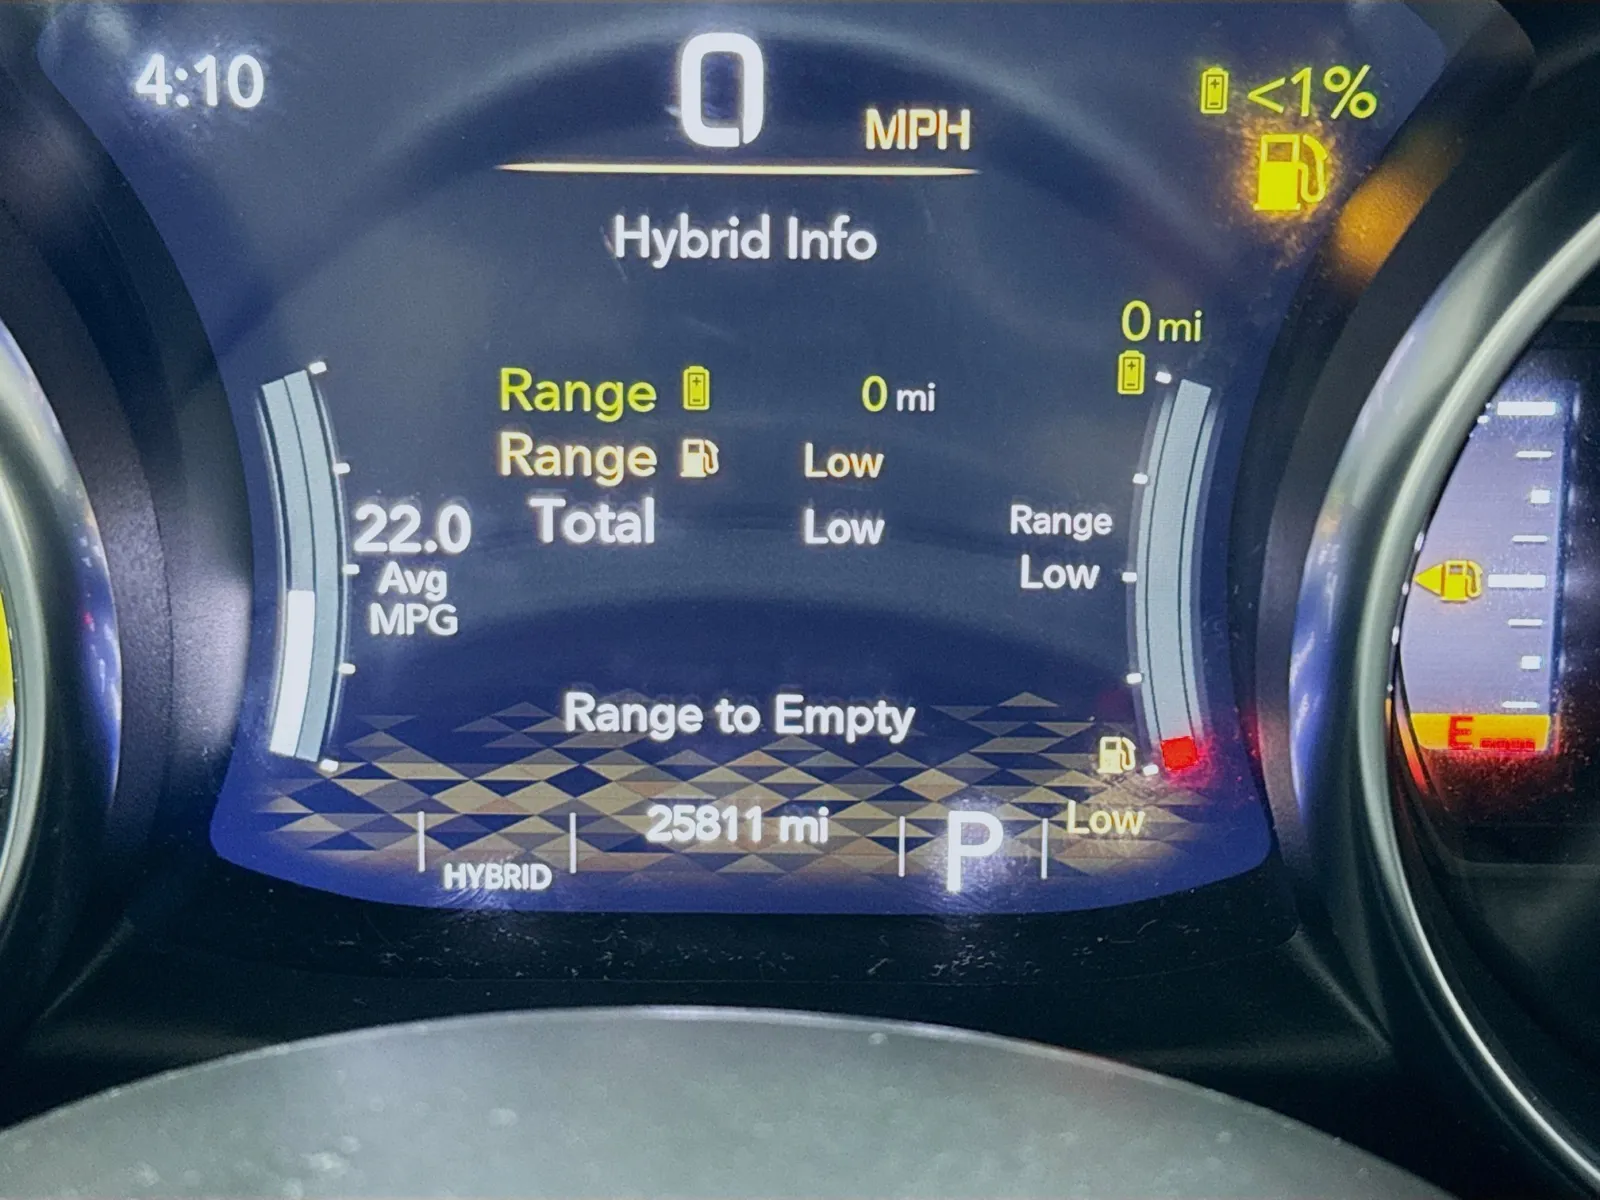 4:10
0 MPH
<1%
Hybrid Info
0 mi
Range 0 mi
Range Low
Total Low
22.0
Avg
MPG
Range
Low
Range to Empty
E
25811 mi
HYBRID
P
Low